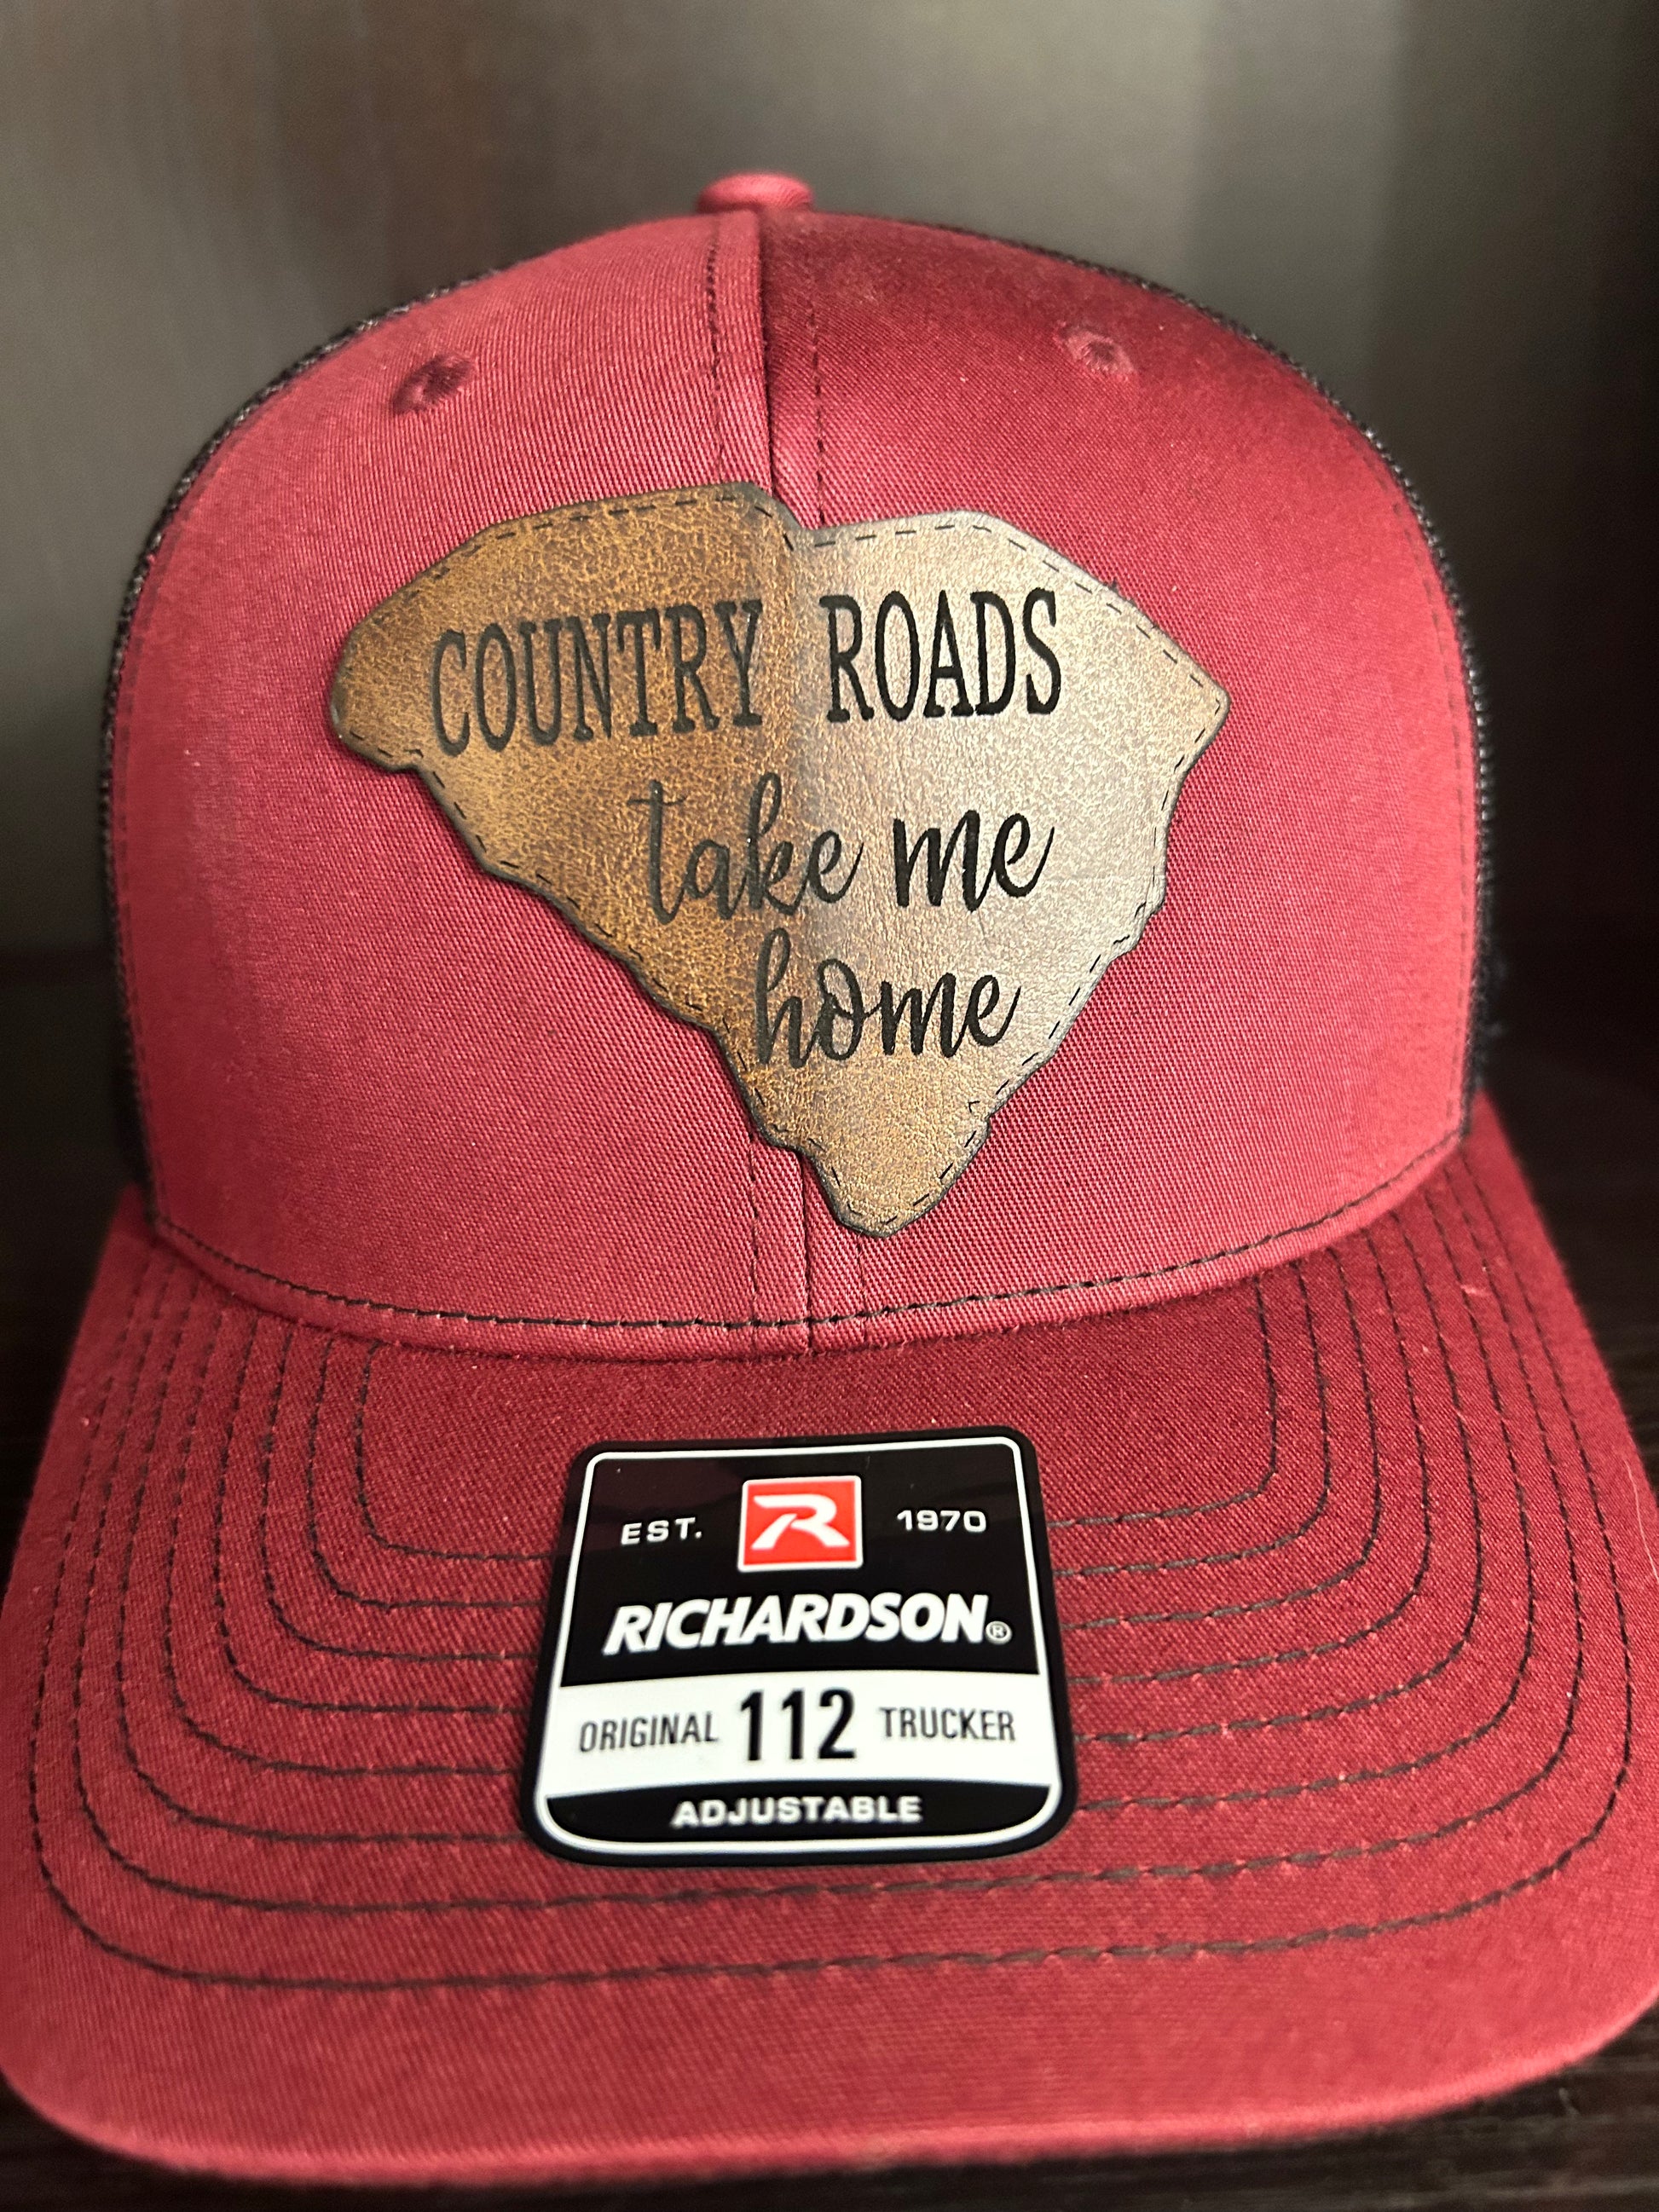 COUNTRY ROADS
take me
home
EST. R 1970
RICHARDSON®
ORIGINAL 112 TRUCKER
ADJUSTABLE